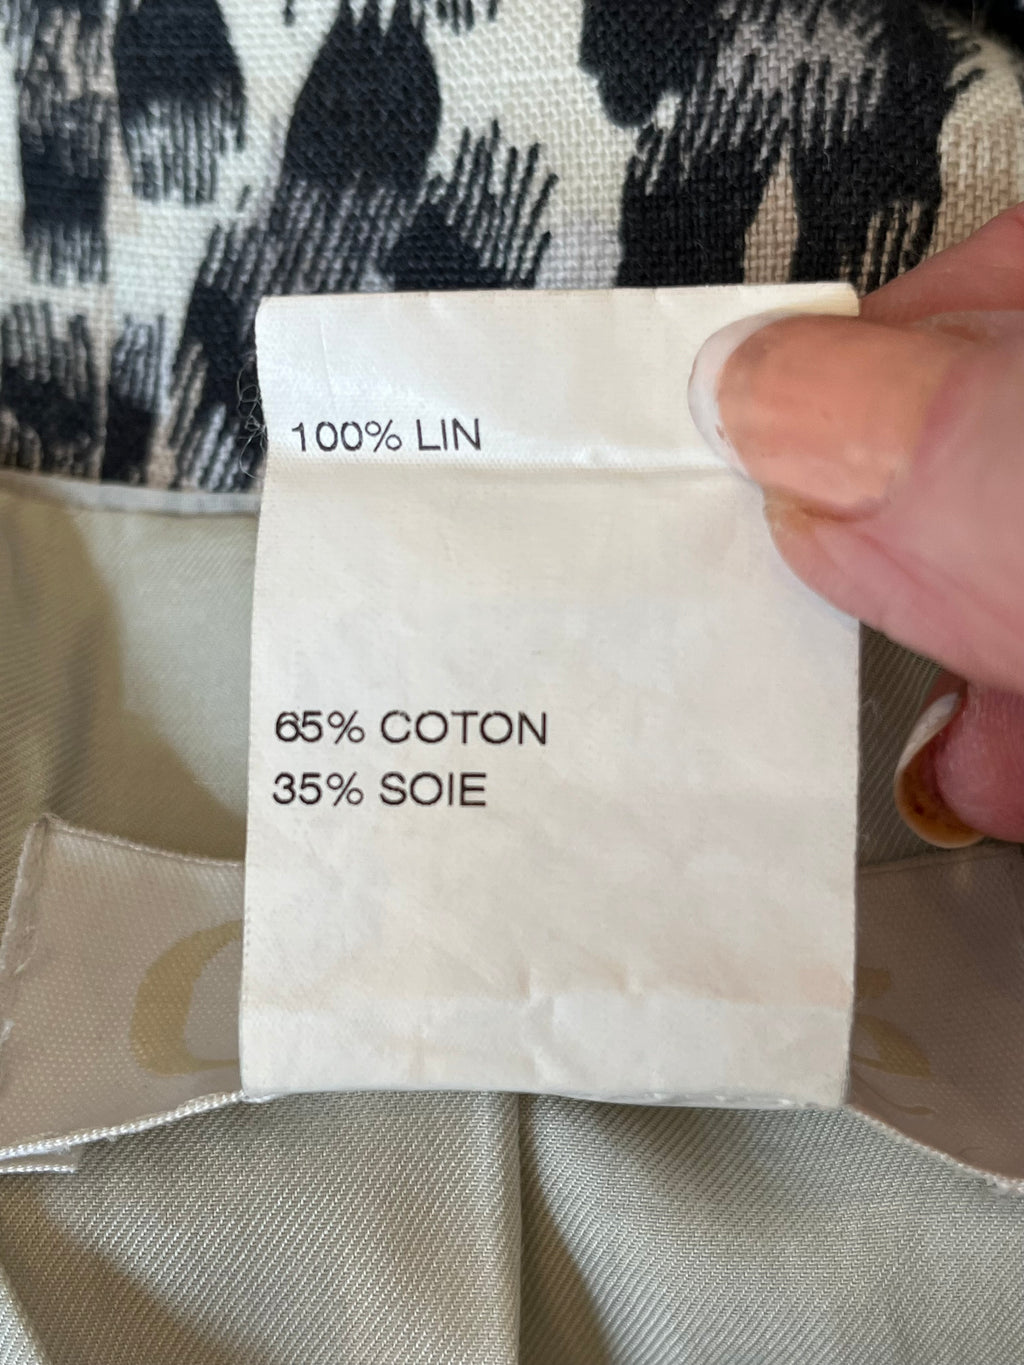 100% LIN
65% COTON
35% SOIE